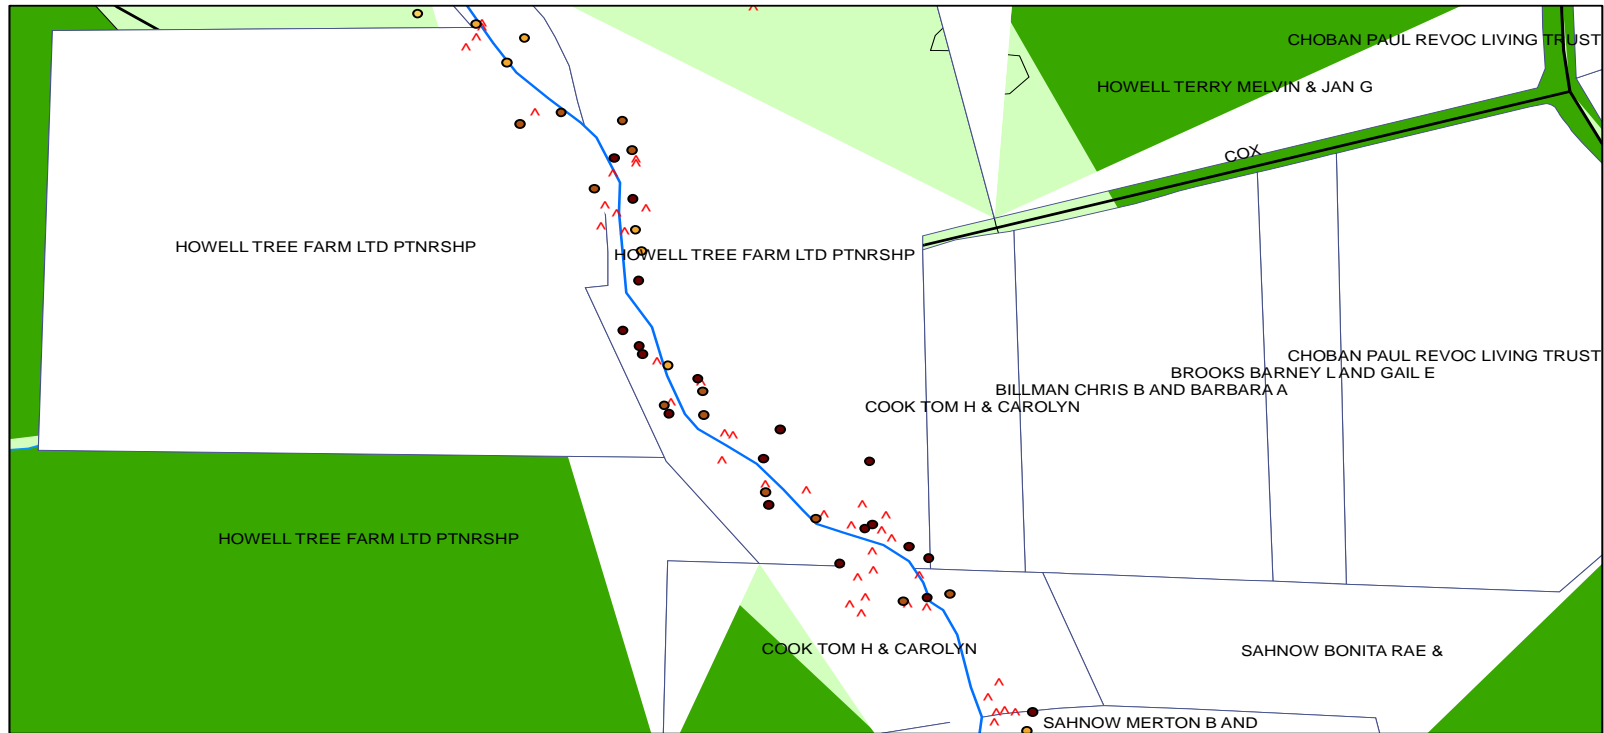 CHOBAN PAUL REVOC LIVING TRUST
HOWELL TERRY MELVIN & JAN G
COX
HOWELL TREE FARM LTD PTNRSHP
HOWELL TREE FARM LTD PTNRSHP
CHOBAN PAUL REVOC LIVING TRUST
BROOKS BARNEY L AND GAIL E
BILLMAN CHRIS B AND BARBARA A
COOK TOM H & CAROLYN
HOWELL TREE FARM LTD PTNRSHP
COOK TOM H & CAROLYN
SAHNOW BONITA RAE &
SAHNOW MERTON B AND